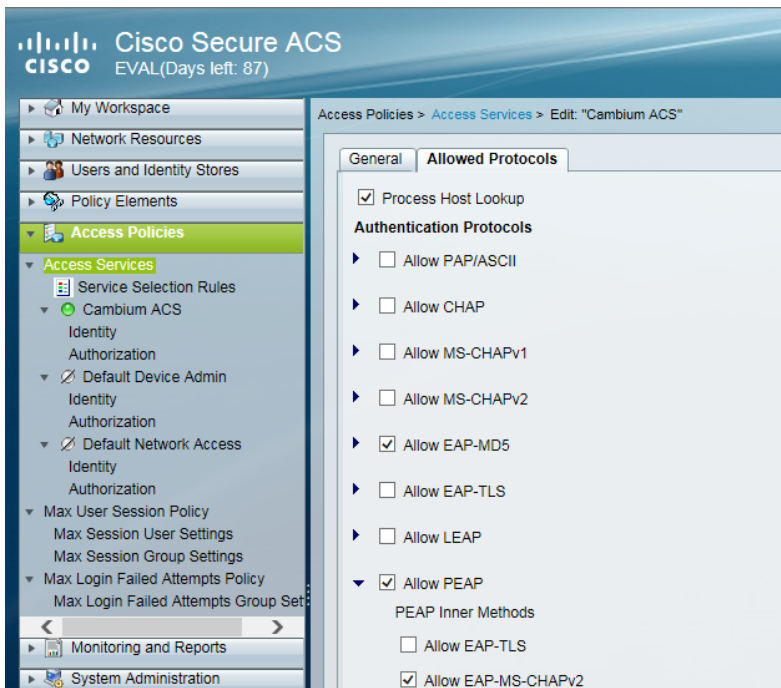 CISCO
Cisco Secure ACS
EVAL(Days left: 87)
My Workspace
Network Resources
Users and Identity Stores
Policy Elements
Access Policies
Access Services
Service Selection Rules
Cambium ACS
Identity
Authorization
Default Device Admin
Identity
Authorization
Default Network Access
Identity
Authorization
Max User Session Policy
Max Session User Settings
Max Session Group Settings
Max Login Failed Attempts Policy
Max Login Failed Attempts Group Set
Monitoring and Reports
System Administration
Access Policies > Access Services > Edit: "Cambium ACS"
General Allowed Protocols
Process Host Lookup
Authentication Protocols
Allow PAP/ASCII
Allow CHAP
Allow MS-CHAPv1
Allow MS-CHAPv2
Allow EAP-MD5
Allow EAP-TLS
Allow LEAP
Allow PEAP
PEAP Inner Methods
Allow EAP-TLS
Allow EAP-MS-CHAPv2